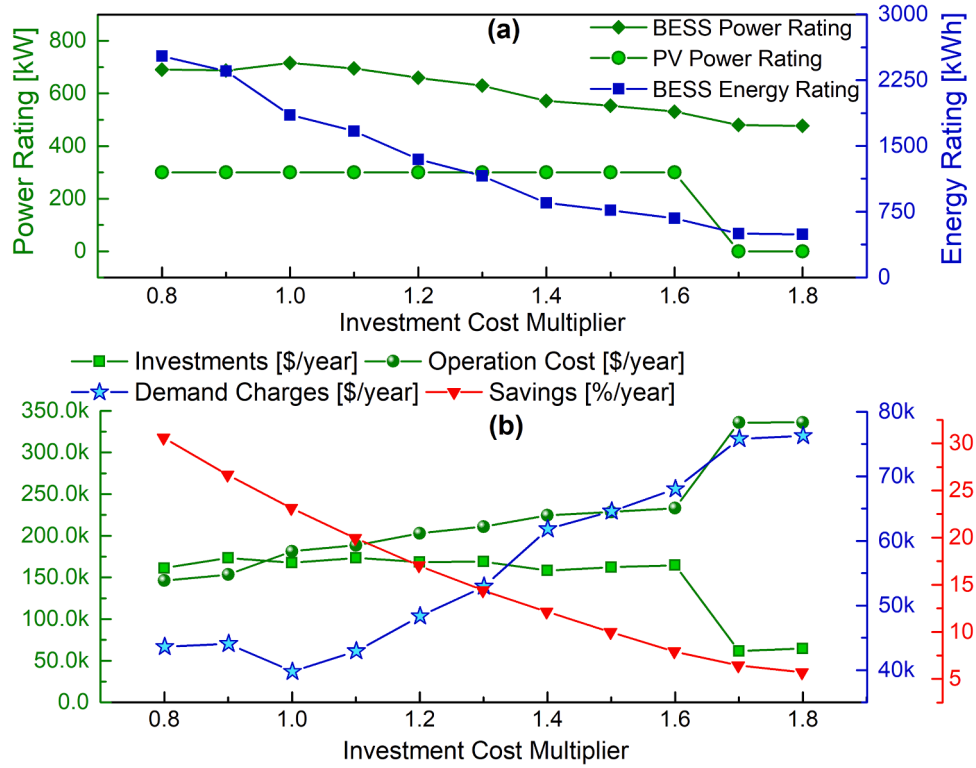 (a)
BESS Power Rating
PV Power Rating
BESS Energy Rating
Power Rating [kW]
800
600
400
200
0
Energy Rating [kWh]
3000
2250
1500
750
0
0.8 1.0 1.2 1.4 1.6 1.8
Investment Cost Multiplier
Investments [$/year] Operation Cost [$/year]
Demand Charges [$/year] Savings [%/year]
(b)
350.0k
300.0k
250.0k
200.0k
150.0k
100.0k
50.0k
0.0
80k
70k
60k
50k
40k
30
25
20
15
10
5
0.8 1.0 1.2 1.4 1.6 1.8
Investment Cost Multiplier